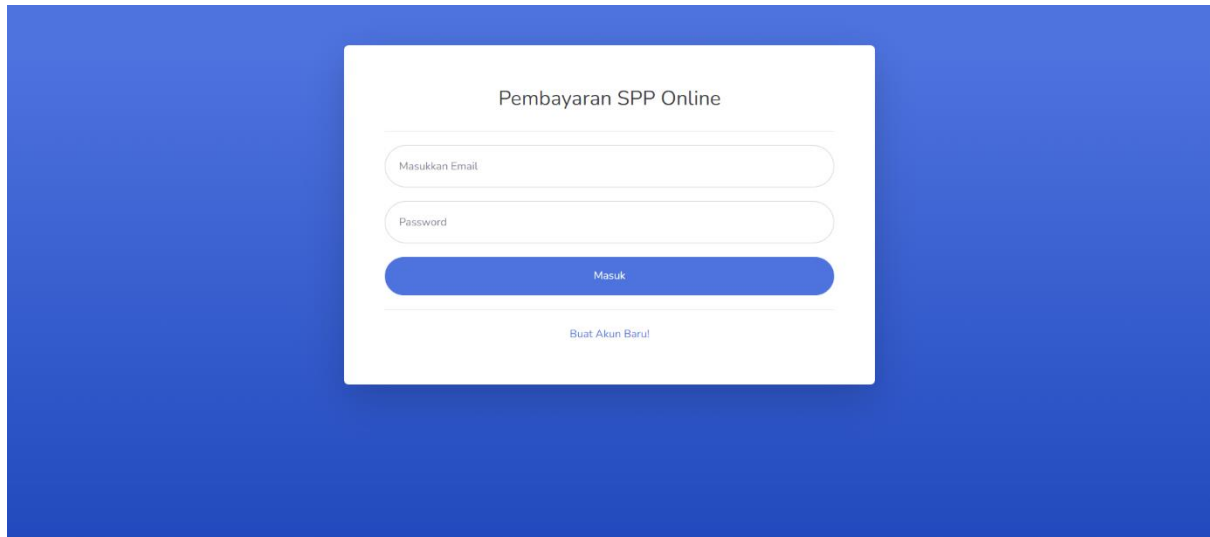 Pembayaran SPP Online
Masukkan Email
Password
Masuk
Buat Akun Baru!